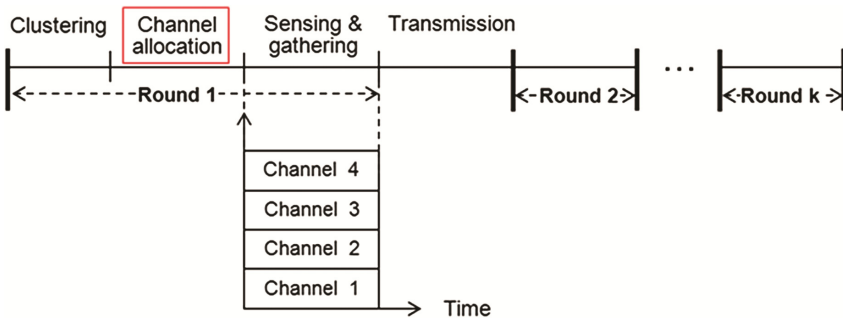 Clustering
Channel
allocation
Sensing &
gathering
Transmission
Round 1
Round 2
...
Round k
Channel 4
Channel 3
Channel 2
Channel 1
Time